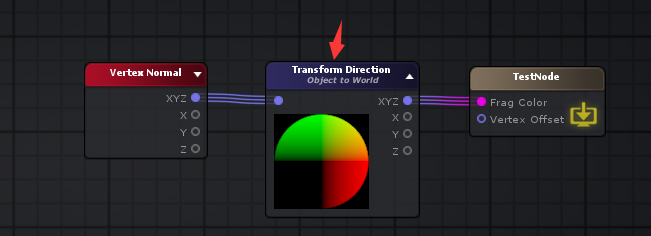 Vertex Normal
XYZ
X
Y
Z
Transform Direction
Object to World
XYZ
X
Y
Z
TestNode
Frag Color
Vertex Offset